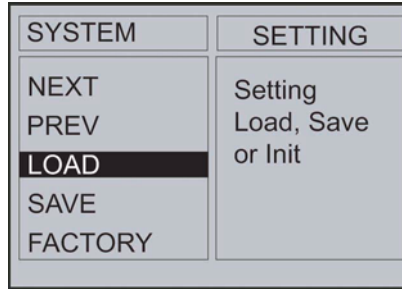 SYSTEM
SETTING
NEXT
PREV
LOAD
SAVE
FACTORY
Setting
Load, Save
or Init